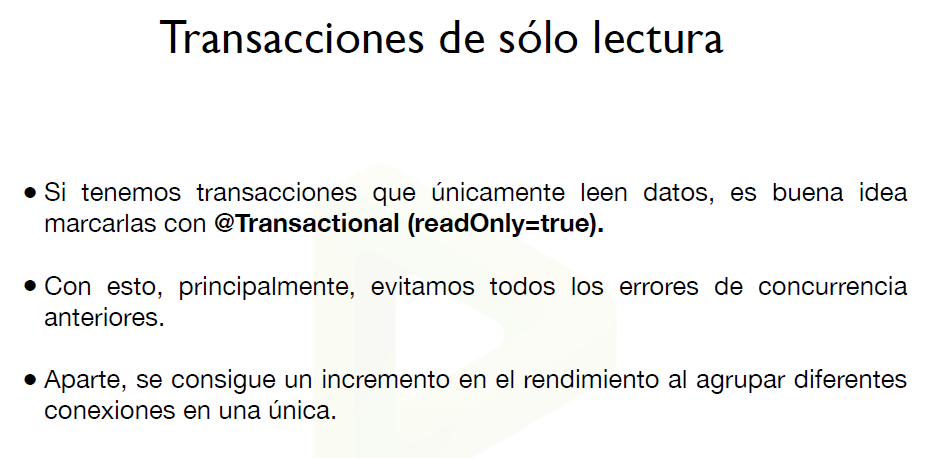 Transacciones de sólo lectura
● Si tenemos transacciones que únicamente leen datos, es buena idea
marcarlas con @Transactional (readOnly=true).
● Con esto, principalmente, evitamos todos los errores de concurrencia
anteriores.
● Aparte, se consigue un incremento en el rendimiento al agrupar diferentes
conexiones en una única.